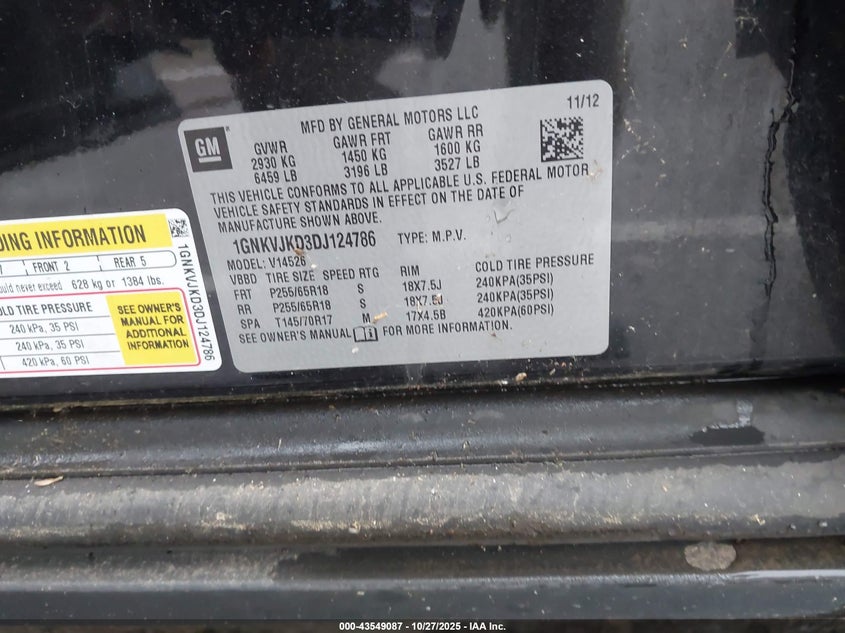 MFD BY GENERAL MOTORS LLC 11/12
GM
GVWR GAWR FRT GAWR RR
2930 KG 1450 KG 1600 KG
6459 LB 3196 LB 3527 LB
THIS VEHICLE CONFORMS TO ALL APPLICABLE U.S. FEDERAL MOTOR
VEHICLE SAFETY STANDARDS IN EFFECT ON THE DATE OF
MANUFACTURE SHOWN ABOVE.
1GNKVJKD3DJ124786 TYPE: M.P.V.
MODEL: V14526
VBBD TIRE SIZE SPEED RTG RIM COLD TIRE PRESSURE
FRT P255/65R18 S 18X7.5J 240KPA(35PSI)
RR P255/65R18 S 18X7.5J 240KPA(35PSI)
SPA T145/70R17 M 17X4.5B 420KPA(60PSI)
SEE OWNER'S MANUAL FOR MORE INFORMATION.
DING INFORMATION
FRONT 2 REAR 5
ould never exceed 628 kg or 1384 lbs.
COLD TIRE PRESSURE
240 kPa, 35 PSI
240 kPa, 35 PSI
420 kPa, 60 PSI
SEE OWNER'S
MANUAL FOR
ADDITIONAL
INFORMATION
1GNKVJKD3DJ124786
000-43549087 - 10/27/2025 - IAA Inc.